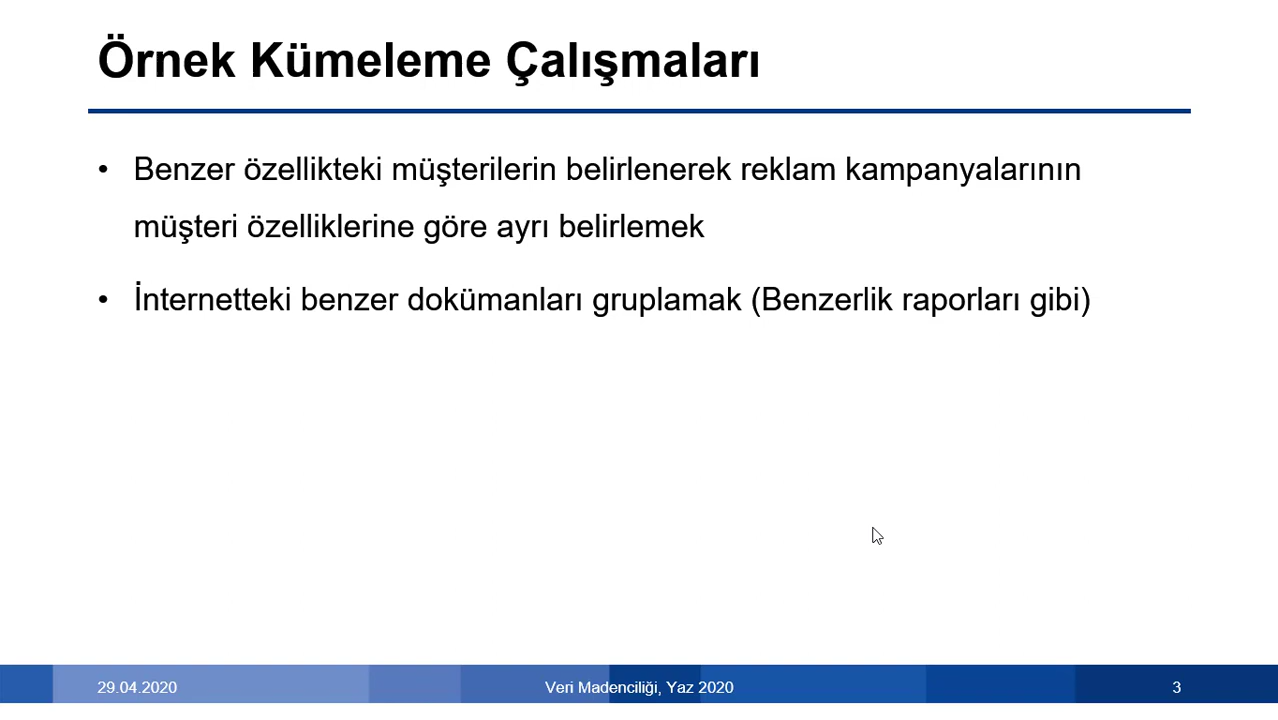 Örnek Kümeleme Çalışmaları
• Benzer özellikteki müşterilerin belirlenerek reklam kampanyalarının
müşteri özelliklerine göre ayrı belirlemek
• İnternetteki benzer dokümanları gruplamak (Benzerlik raporları gibi)
29.04.2020 Veri Madenciliği, Yaz 2020 3